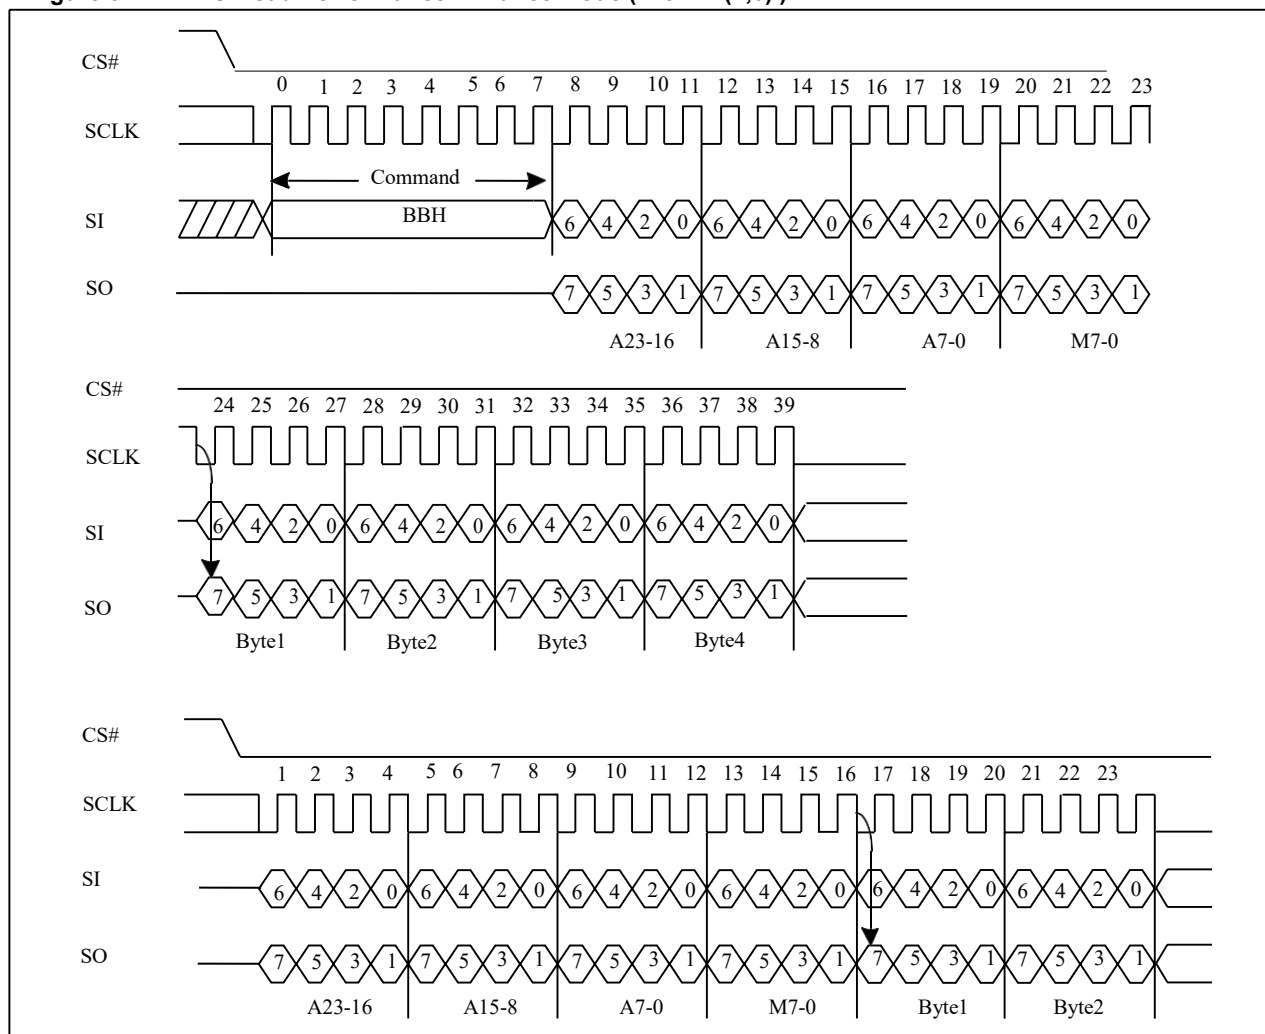 CS#
0 1 2 3 4 5 6 7 8 9 10 11 12 13 14 15 16 17 18 19 20 21 22 23
SCLK
Command
SI
BBH
6 4 2 0 6 4 2 0 6 4 2 0 6 4 2 0
SO
7 5 3 1 7 5 3 1 7 5 3 1 7 5 3 1
A23-16 A15-8 A7-0 M7-0
CS#
24 25 26 27 28 29 30 31 32 33 34 35 36 37 38 39
SCLK
SI
6 4 2 0 6 4 2 0 6 4 2 0 6 4 2 0
SO
7 5 3 1 7 5 3 1 7 5 3 1 7 5 3 1
Byte1 Byte2 Byte3 Byte4
CS#
1 2 3 4 5 6 7 8 9 10 11 12 13 14 15 16 17 18 19 20 21 22 23
SCLK
SI
6 4 2 0 6 4 2 0 6 4 2 0 6 4 2 0 6 4 2 0 6 4 2 0
SO
7 5 3 1 7 5 3 1 7 5 3 1 7 5 3 1 7 5 3 1 7 5 3 1
A23-16 A15-8 A7-0 M7-0 Byte1 Byte2